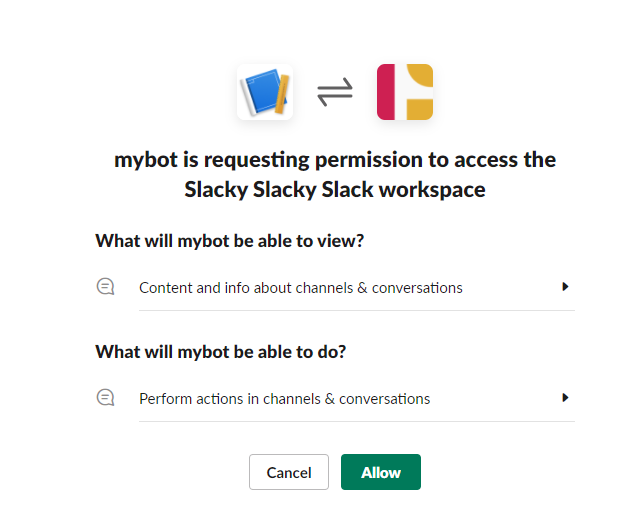 mybot is requesting permission to access the
Slacky Slacky Slack workspace
What will mybot be able to view?
Content and info about channels & conversations
What will mybot be able to do?
Perform actions in channels & conversations
Cancel
Allow